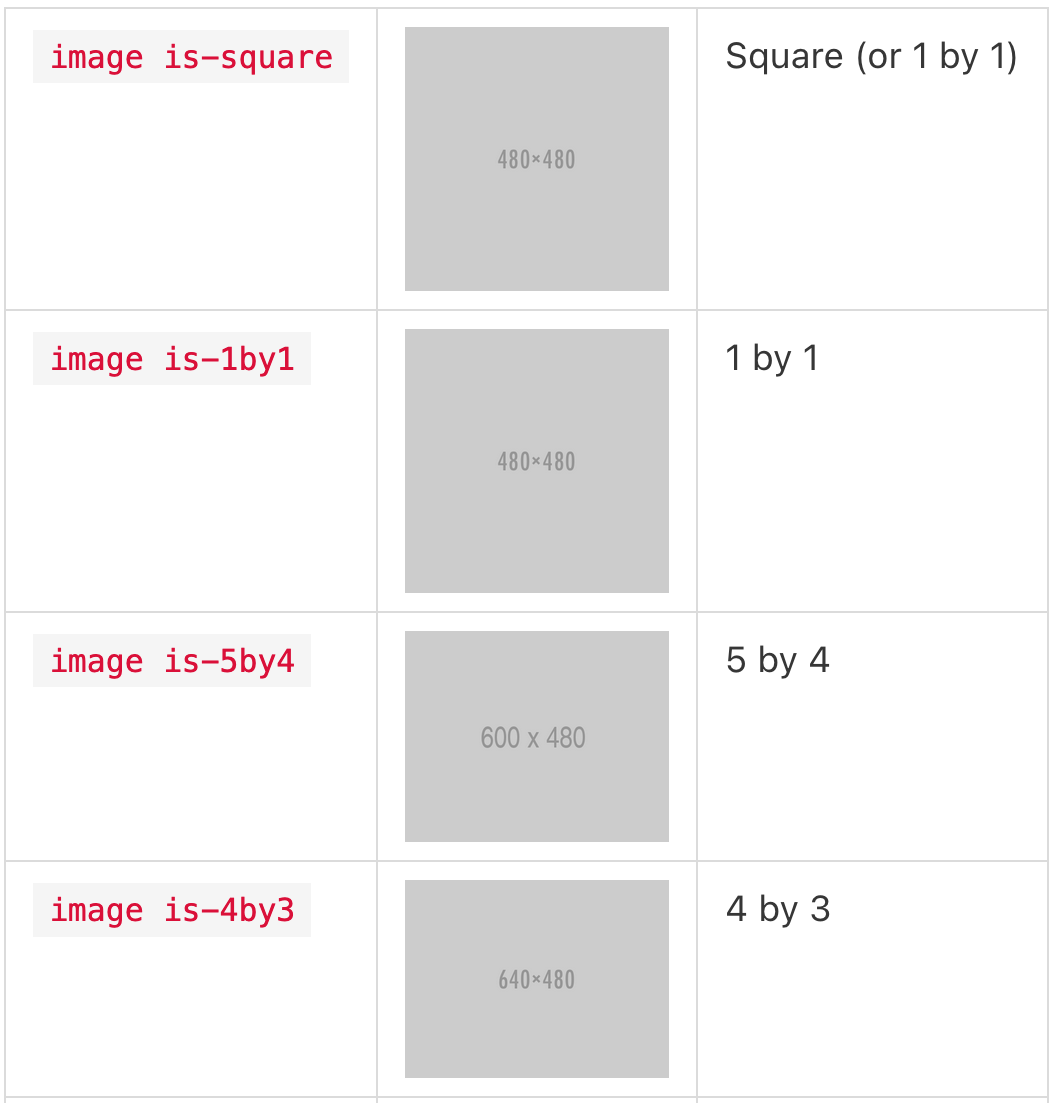 image is-square
480×480
Square (or 1 by 1)
image is-1by1
480×480
1 by 1
image is-5by4
600 x 480
5 by 4
image is-4by3
640×480
4 by 3